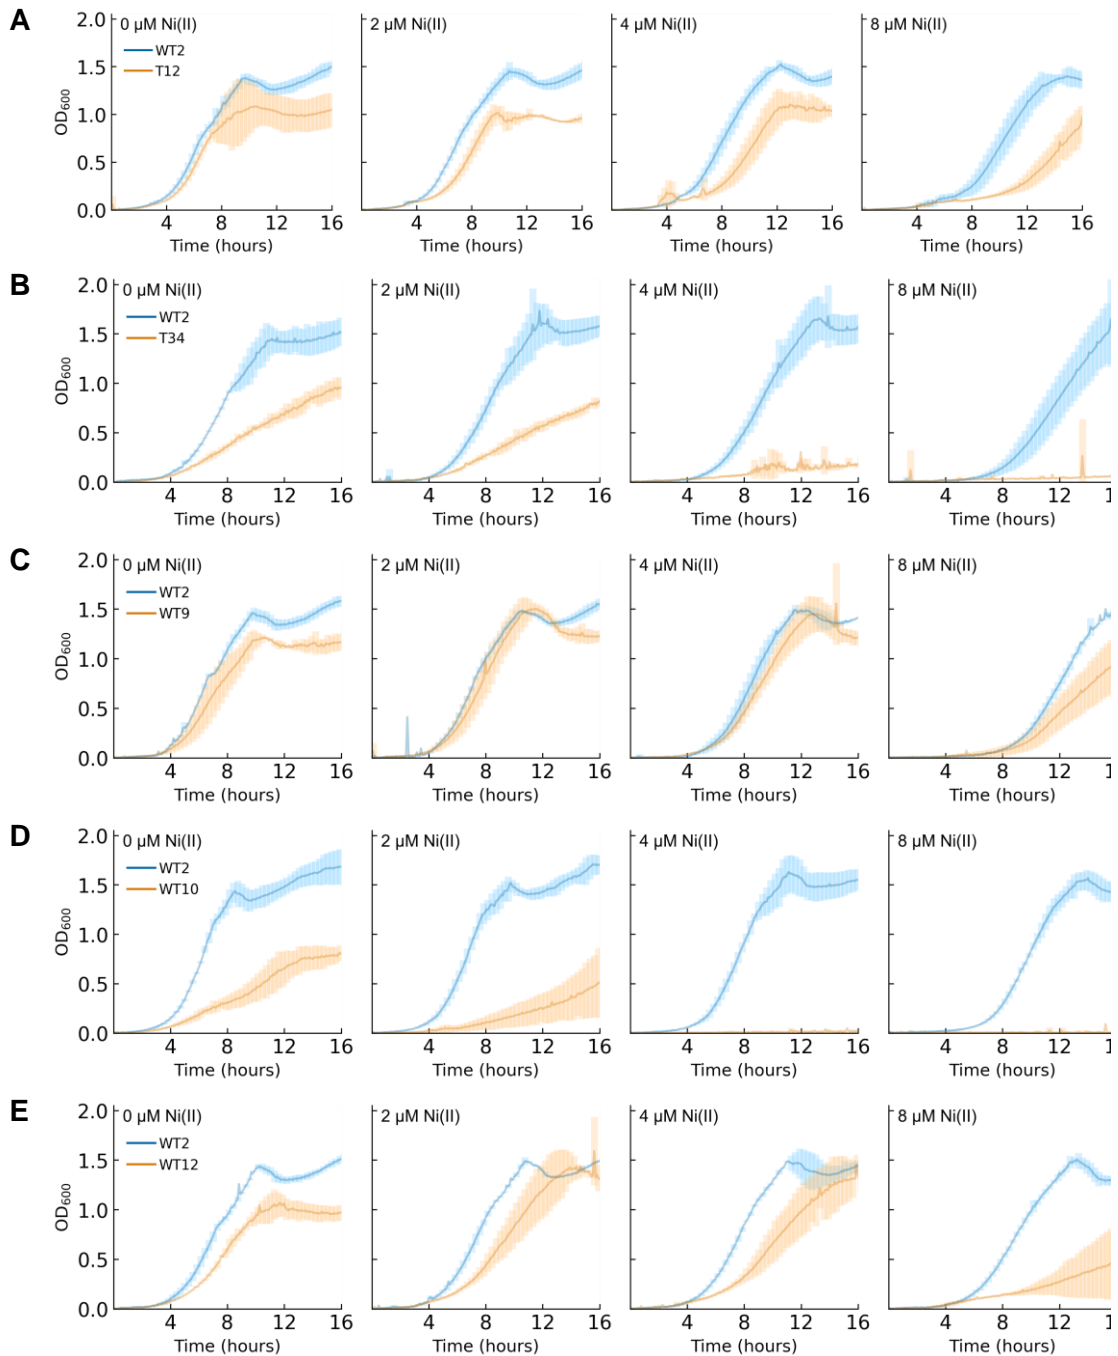 A
0 µM Ni(II) 2 µM Ni(II) 4 µM Ni(II) 8 µM Ni(II)
WT2
T12
OD600
2.0
1.5
1.0
0.5
0.0
4 8 12 16 4 8 12 16 4 8 12 16 4 8 12 16
Time (hours) Time (hours) Time (hours) Time (hours)
B
0 µM Ni(II) 2 µM Ni(II) 4 µM Ni(II) 8 µM Ni(II)
WT2
T34
OD600
2.0
1.5
1.0
0.5
0.0
4 8 12 16 4 8 12 16 4 8 12 16 4 8 12 16
Time (hours) Time (hours) Time (hours) Time (hours)
C
0 µM Ni(II) 2 µM Ni(II) 4 µM Ni(II) 8 µM Ni(II)
WT2
WT9
OD600
2.0
1.5
1.0
0.5
0.0
4 8 12 16 4 8 12 16 4 8 12 16 4 8 12 16
Time (hours) Time (hours) Time (hours) Time (hours)
D
0 µM Ni(II) 2 µM Ni(II) 4 µM Ni(II) 8 µM Ni(II)
WT2
WT10
OD600
2.0
1.5
1.0
0.5
0.0
4 8 12 16 4 8 12 16 4 8 12 16 4 8 12 16
Time (hours) Time (hours) Time (hours) Time (hours)
E
0 µM Ni(II) 2 µM Ni(II) 4 µM Ni(II) 8 µM Ni(II)
WT2
WT12
OD600
2.0
1.5
1.0
0.5
0.0
4 8 12 16 4 8 12 16 4 8 12 16 4 8 12 16
Time (hours) Time (hours) Time (hours) Time (hours)